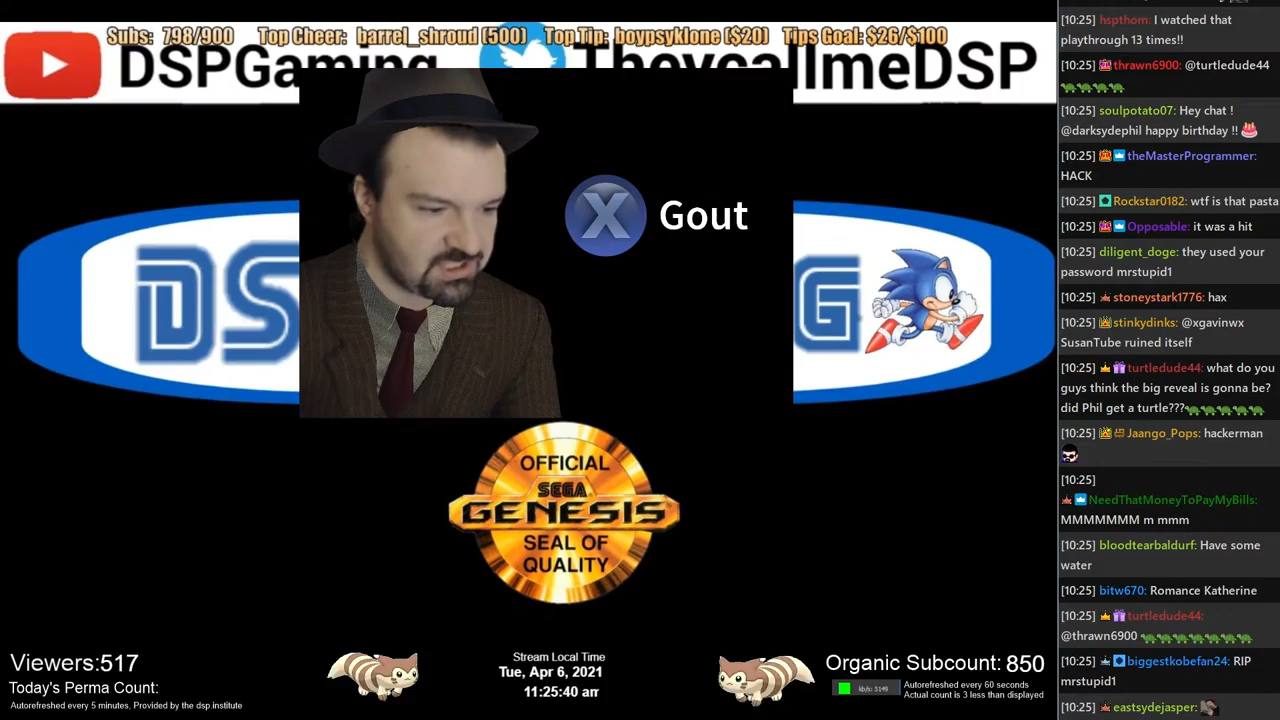 Subs: 798/900 Top Cheer: barrel_shroud (500) Top Tip: boypsyklone ($20) Tips Goal: $26/$100
DSPGaming TheycallmeDSP
X Gout
DS G
OFFICIAL
SEGA
GENESIS
SEAL OF
QUALITY
Viewers:517
Today's Perma Count:
Autorefreshed every 5 minutes, Provided by the dsp institute
Stream Local Time
Tue, Apr 6, 2021
11:25:40 am
Organic Subcount: 850
kb/s: 5149
Autorefreshed every 60 seconds
Actual count is 3 less than displayed
[10:25] hspthom: I watched that
playthrough 13 times!!
[10:25] thrawn6900: @turtledude44
[10:25] soulpotato07: Hey chat !
@darksydephil happy birthday !!
[10:25] theMasterProgrammer:
HACK
[10:25] Rockstar0182: wtf is that pasta
[10:25] Opposable: it was a hit
[10:25] diligent_doge: they used your
password mrstupid1
[10:25] stoneystark1776: hax
[10:25] stinkydinks: @xgavinwx
SusanTube ruined itself
[10:25] turtledude44: what do you
guys think the big reveal is gonna be?
did Phil get a turtle???
[10:25] Jaango_Pops: hackerman
[10:25]
NeedThatMoneyToPayMyBills:
MMMMMMM m mmm
[10:25] bloodtearbaldurf: Have some
water
[10:25] bitw670: Romance Katherine
[10:25] turtledude44:
@thrawn6900
[10:25] biggestkobefan24: RIP
mrstupid1
[10:25] eastsydejasper: